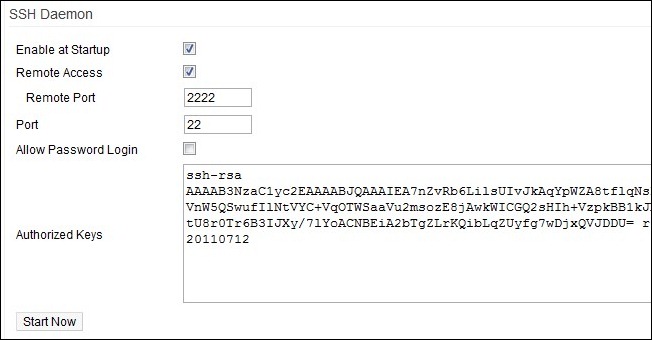 SSH Daemon
Enable at Startup
Remote Access
Remote Port 2222
Port 22
Allow Password Login
Authorized Keys
ssh-rsa
AAAAB3NzaC1yc2EAAAABJQAAAIEA7nZvRb6LilsUIvJkAqYpWZA8tflqNs
VnW5QSwufIlNtVYC+VqOTWSaaVu2msozE8jAwkWICGQ2sHIh+VzpkBB1kJ
tU8r0Tr6B3IJXy/7lYoACNBEiA2bTgZLrKQibLqZUyfg7wDjxQVJDDU= r
20110712
Start Now